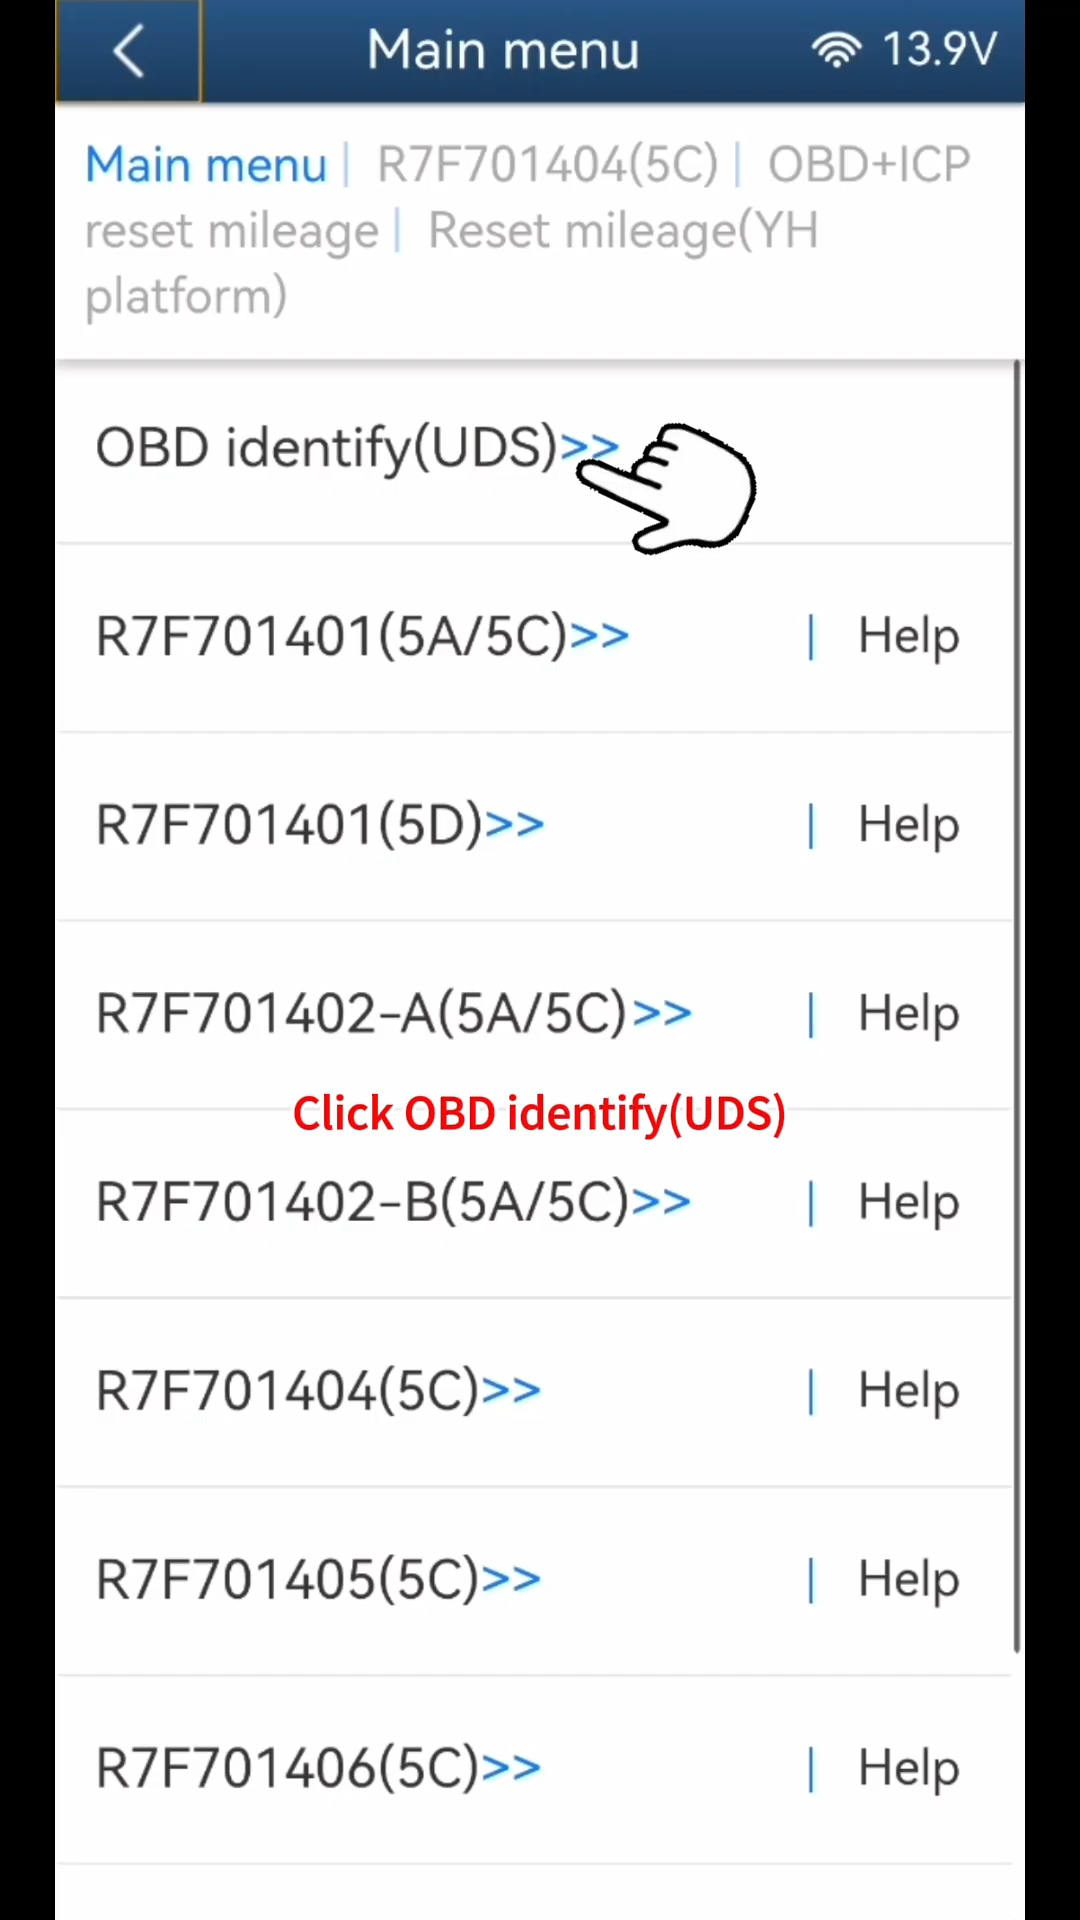 Main menu 13.9V
Main menu| R7F701404(5C)| OBD+ICP
reset mileage| Reset mileage(YH
platform)
OBD identify(UDS)>>
R7F701401(5A/5C)>> | Help
R7F701401(5D)>> | Help
R7F701402-A(5A/5C)>> | Help
Click OBD identify(UDS)
R7F701402-B(5A/5C)>> | Help
R7F701404(5C)>> | Help
R7F701405(5C)>> | Help
R7F701406(5C)>> | Help